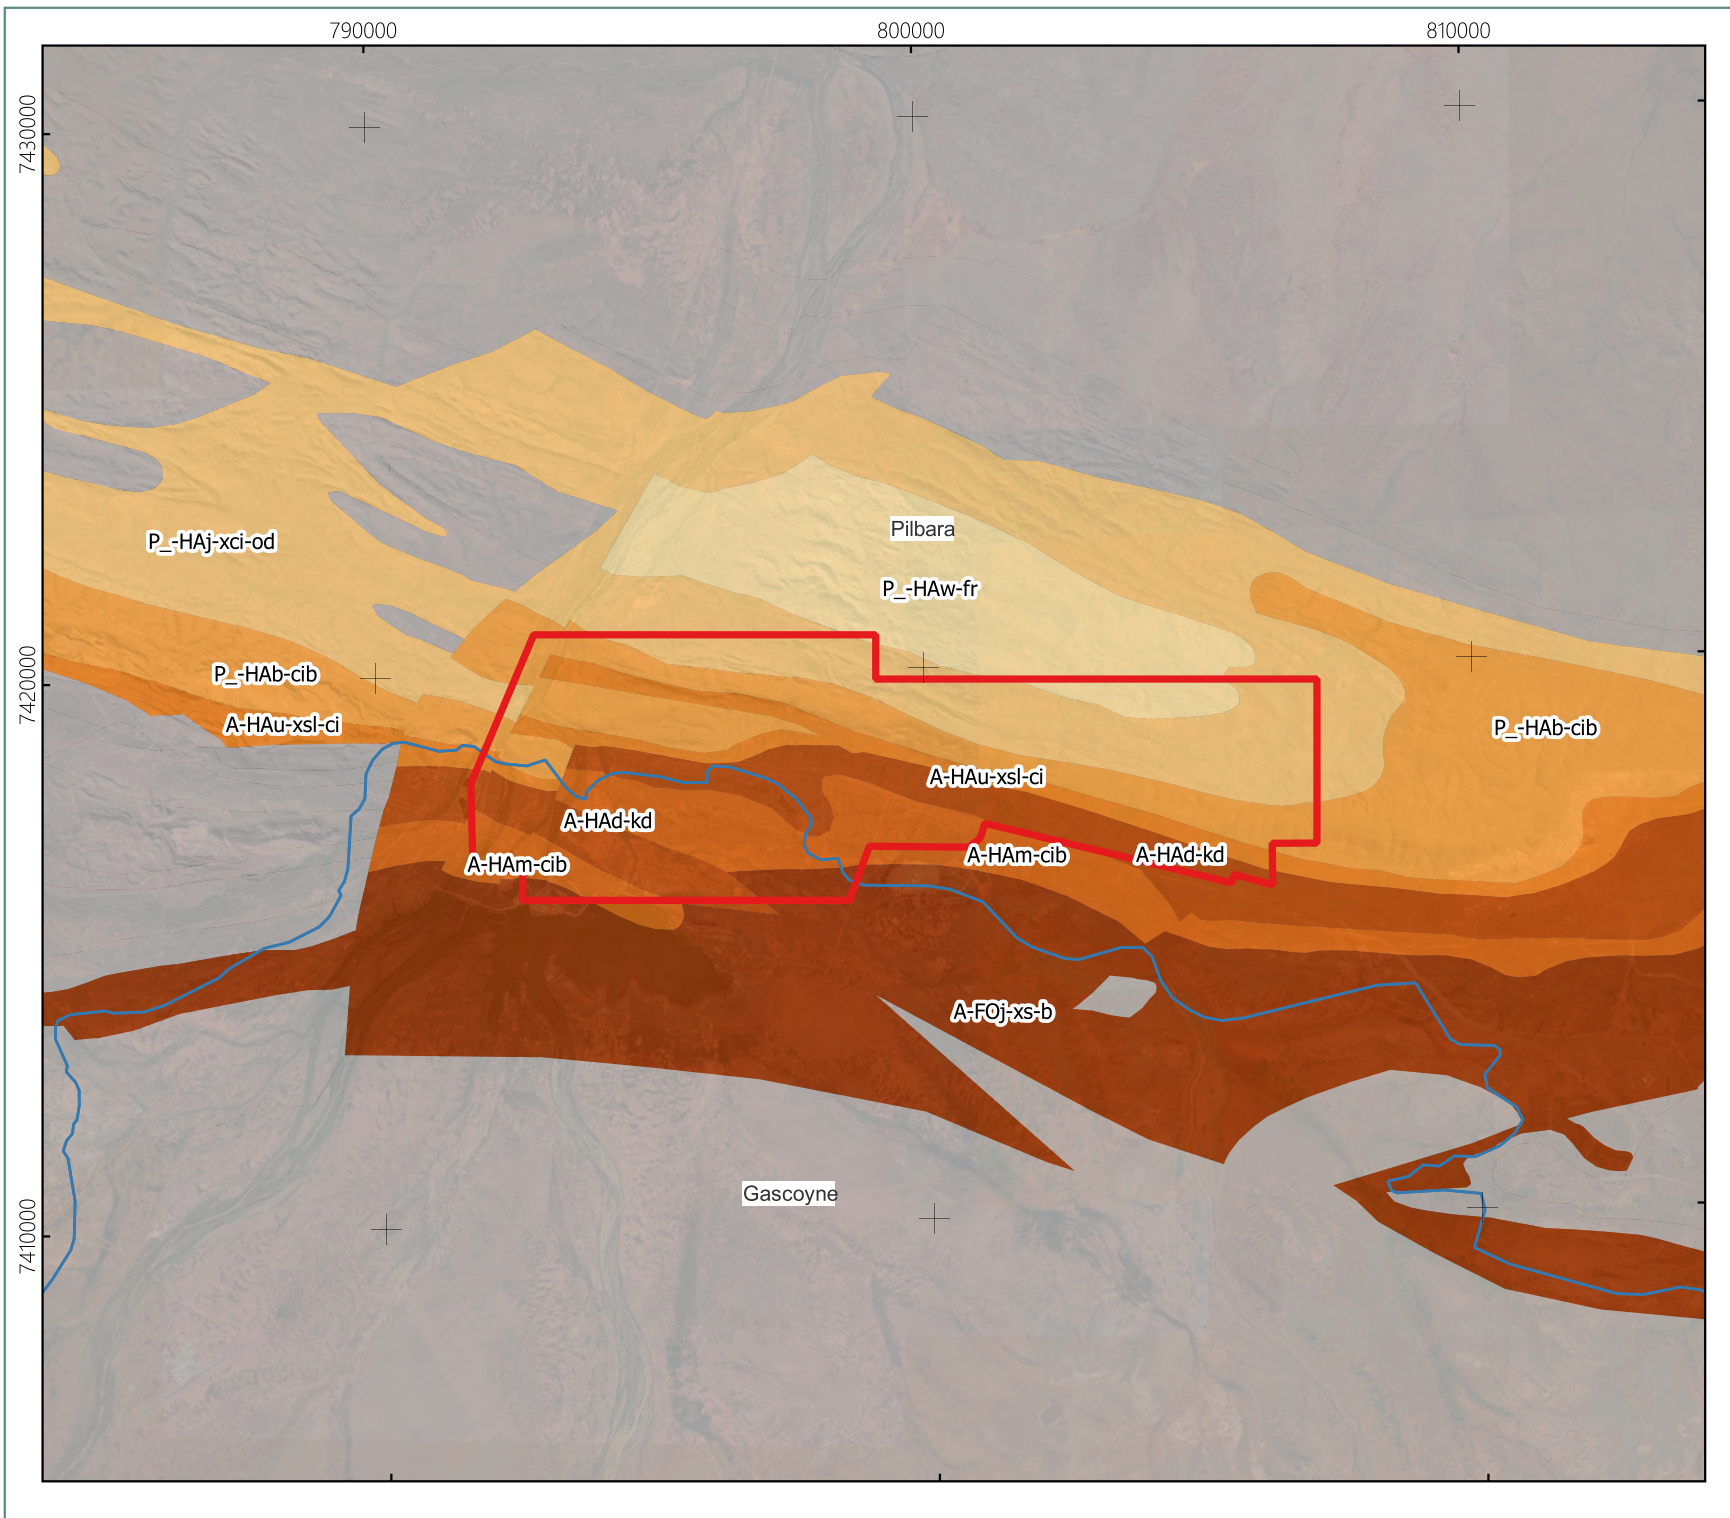 790000
800000
810000
7430000
P_-HAj-xci-od
Pilbara
P_-HAw-fr
7420000
P_-HAb-cib
A-HAu-xsl-ci
P_-HAb-cib
A-HAu-xsl-ci
A-HAd-kd
A-HAm-cib
A-HAm-cib
A-HAd-kd
A-FOj-xs-b
Gascoyne
7410000